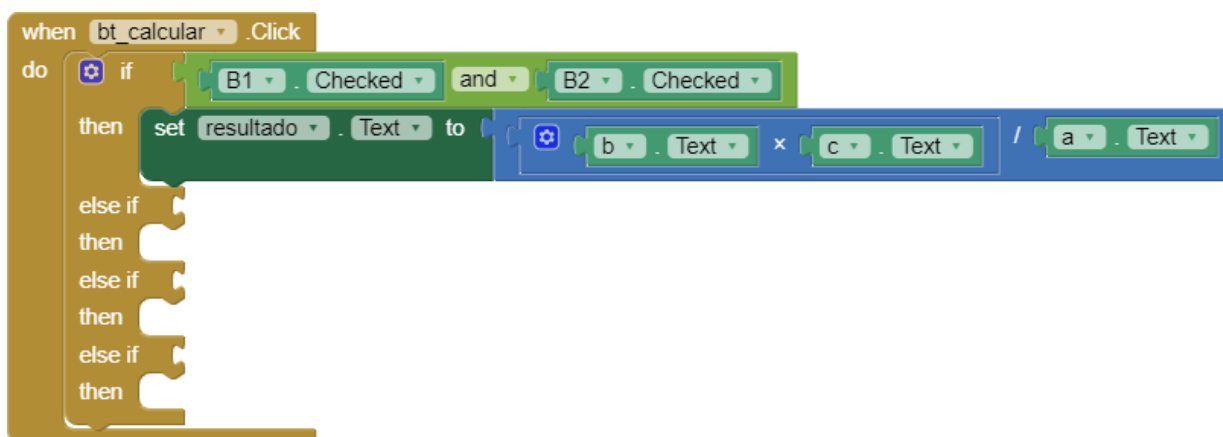 when bt_calcular .Click
do if B1 . Checked and B2 . Checked
then set resultado . Text to b . Text × c . Text / a . Text
else if
then
else if
then
else if
then